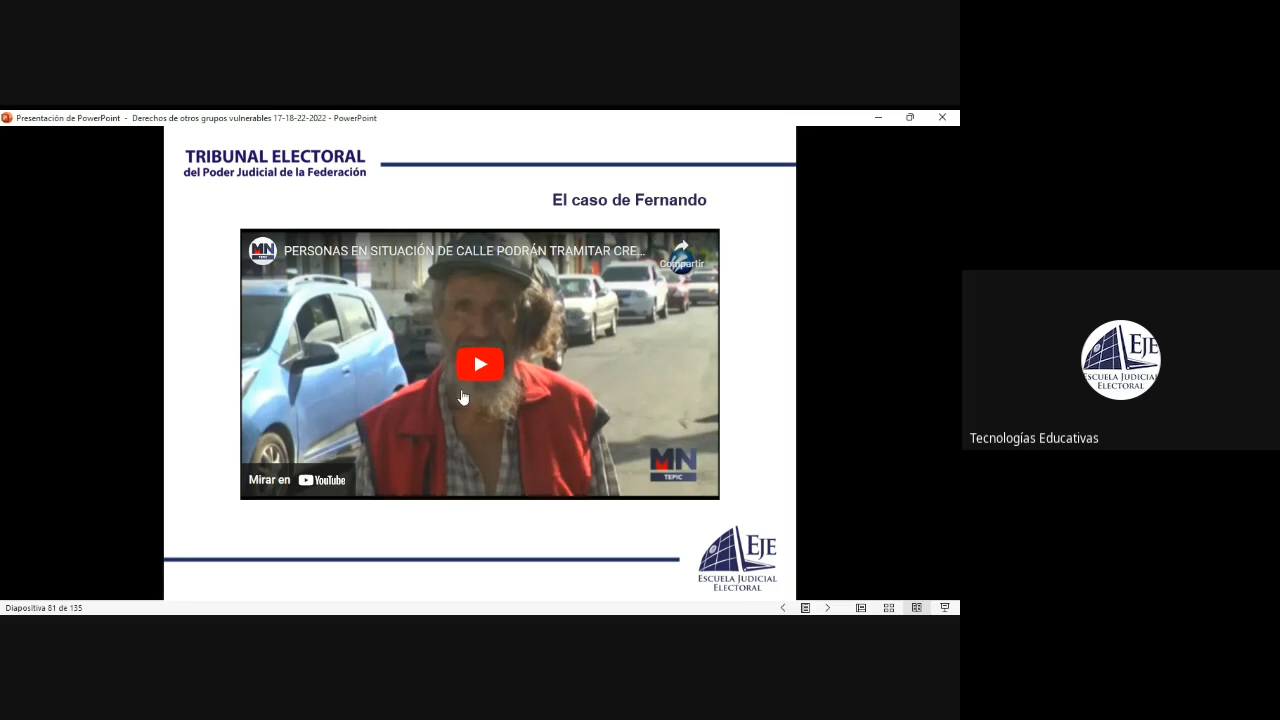 Presentación de PowerPoint - Derechos de otros grupos vulnerables 17-18-22-2022 - PowerPoint
TRIBUNAL ELECTORAL
del Poder Judicial de la Federación
El caso de Fernando
MN
TEPIC
PERSONAS EN SITUACIÓN DE CALLE PODRÁN TRAMITAR CRE...
Compartir
MN
TEPIC
Mirar en YouTube
EJE
ESCUELA JUDICIAL
ELECTORAL
Diapositiva 81 de 135
EJE
ESCUELA JUDICIAL
ELECTORAL
Tecnologías Educativas